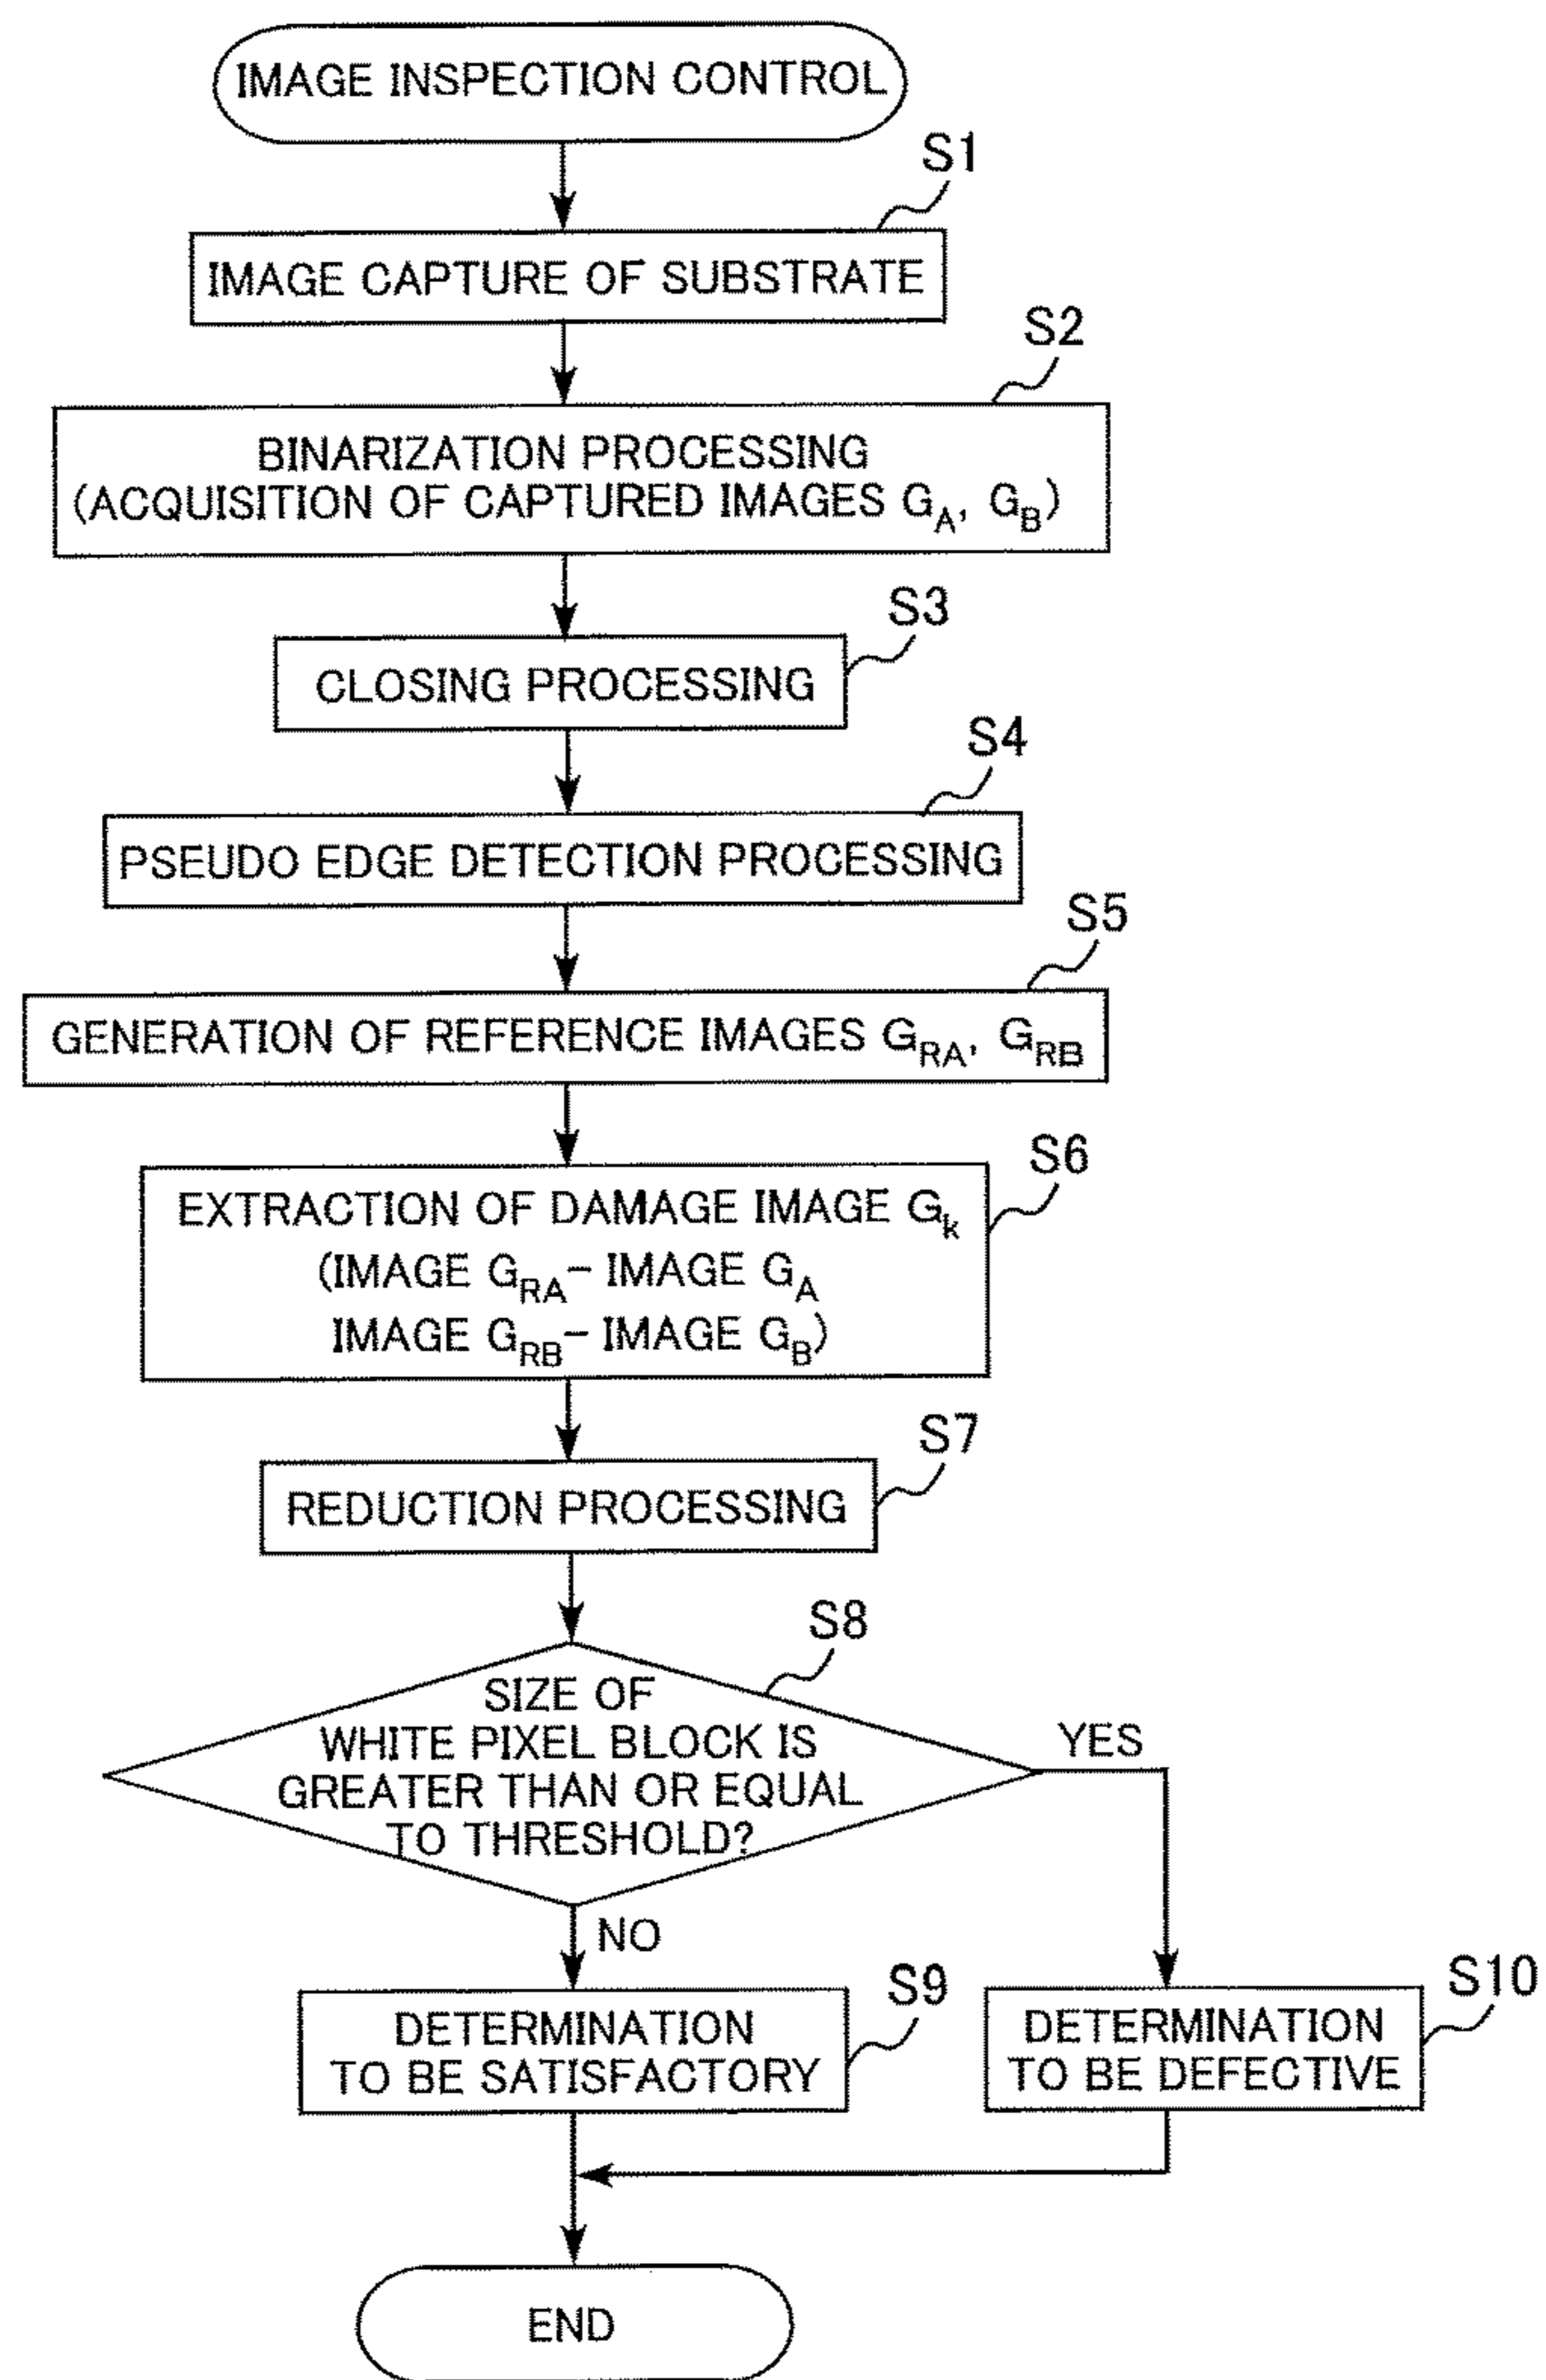 IMAGE INSPECTION CONTROL
S1
IMAGE CAPTURE OF SUBSTRATE
S2
BINARIZATION PROCESSING
(ACQUISITION OF CAPTURED IMAGES GA, GB)
S3
CLOSING PROCESSING
S4
PSEUDO EDGE DETECTION PROCESSING
S5
GENERATION OF REFERENCE IMAGES GRA, GRB
S6
EXTRACTION OF DAMAGE IMAGE Gk
(IMAGE GRA- IMAGE GA
IMAGE GRB- IMAGE GB)
S7
REDUCTION PROCESSING
S8
SIZE OF
WHITE PIXEL BLOCK IS
GREATER THAN OR EQUAL
TO THRESHOLD?
YES
NO
S9
DETERMINATION
TO BE SATISFACTORY
S10
DETERMINATION
TO BE DEFECTIVE
END